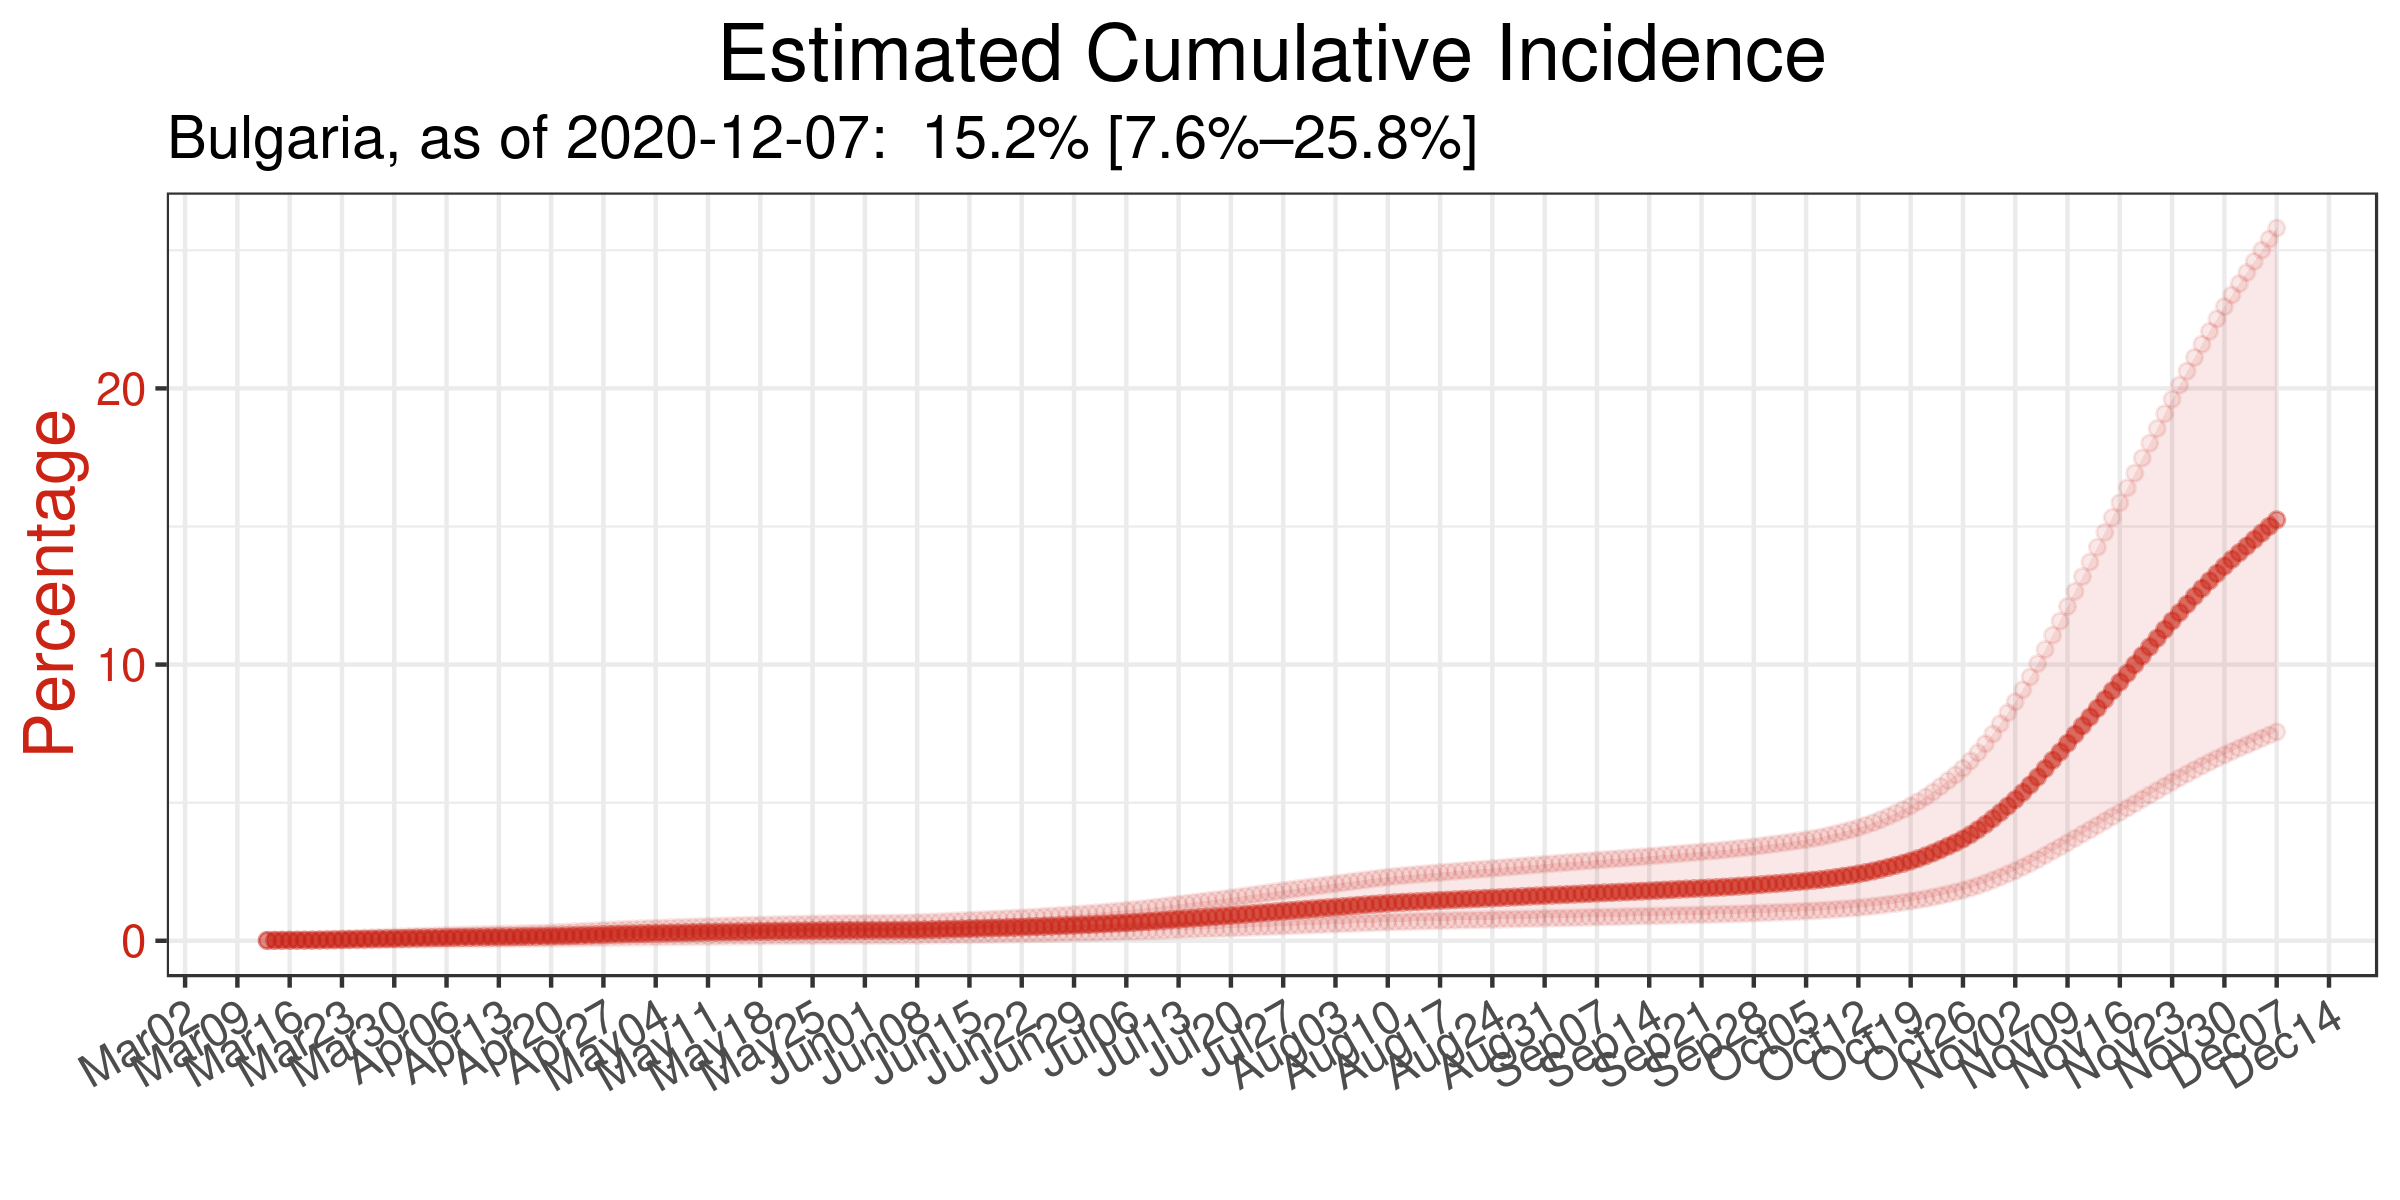 Estimated Cumulative Incidence
Bulgaria, as of 2020-12-07: 15.2% [7.6%–25.8%]
Percentage
20
10
0
Mar02
Mar09
Mar16
Mar23
Mar30
Apr06
Apr13
Apr20
Apr27
May04
May11
May18
May25
Jun01
Jun08
Jun15
Jun22
Jun29
Jul06
Jul13
Jul20
Jul27
Aug03
Aug10
Aug17
Aug24
Aug31
Sep07
Sep14
Sep21
Sep28
Oct05
Oct12
Oct19
Oct26
Nov02
Nov09
Nov16
Nov23
Nov30
Dec07
Dec14